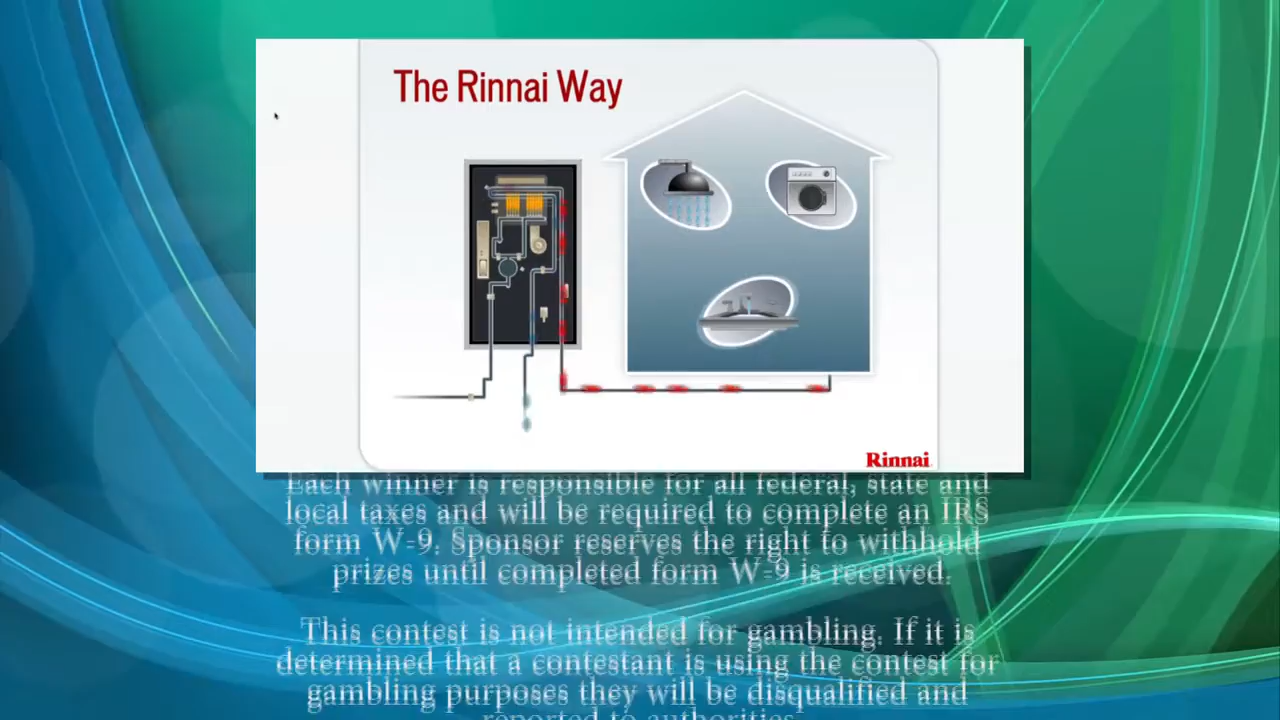 The Rinnai Way
Rinnai
Each winner is responsible for all federal, state and
local taxes and will be required to complete an IRS
form W-9. Sponsor reserves the right to withhold
prizes until completed form W-9 is received.
This contest is not intended for gambling. If it is
determined that a contestant is using the contest for
gambling purposes they will be disqualified and
reported to authorities.